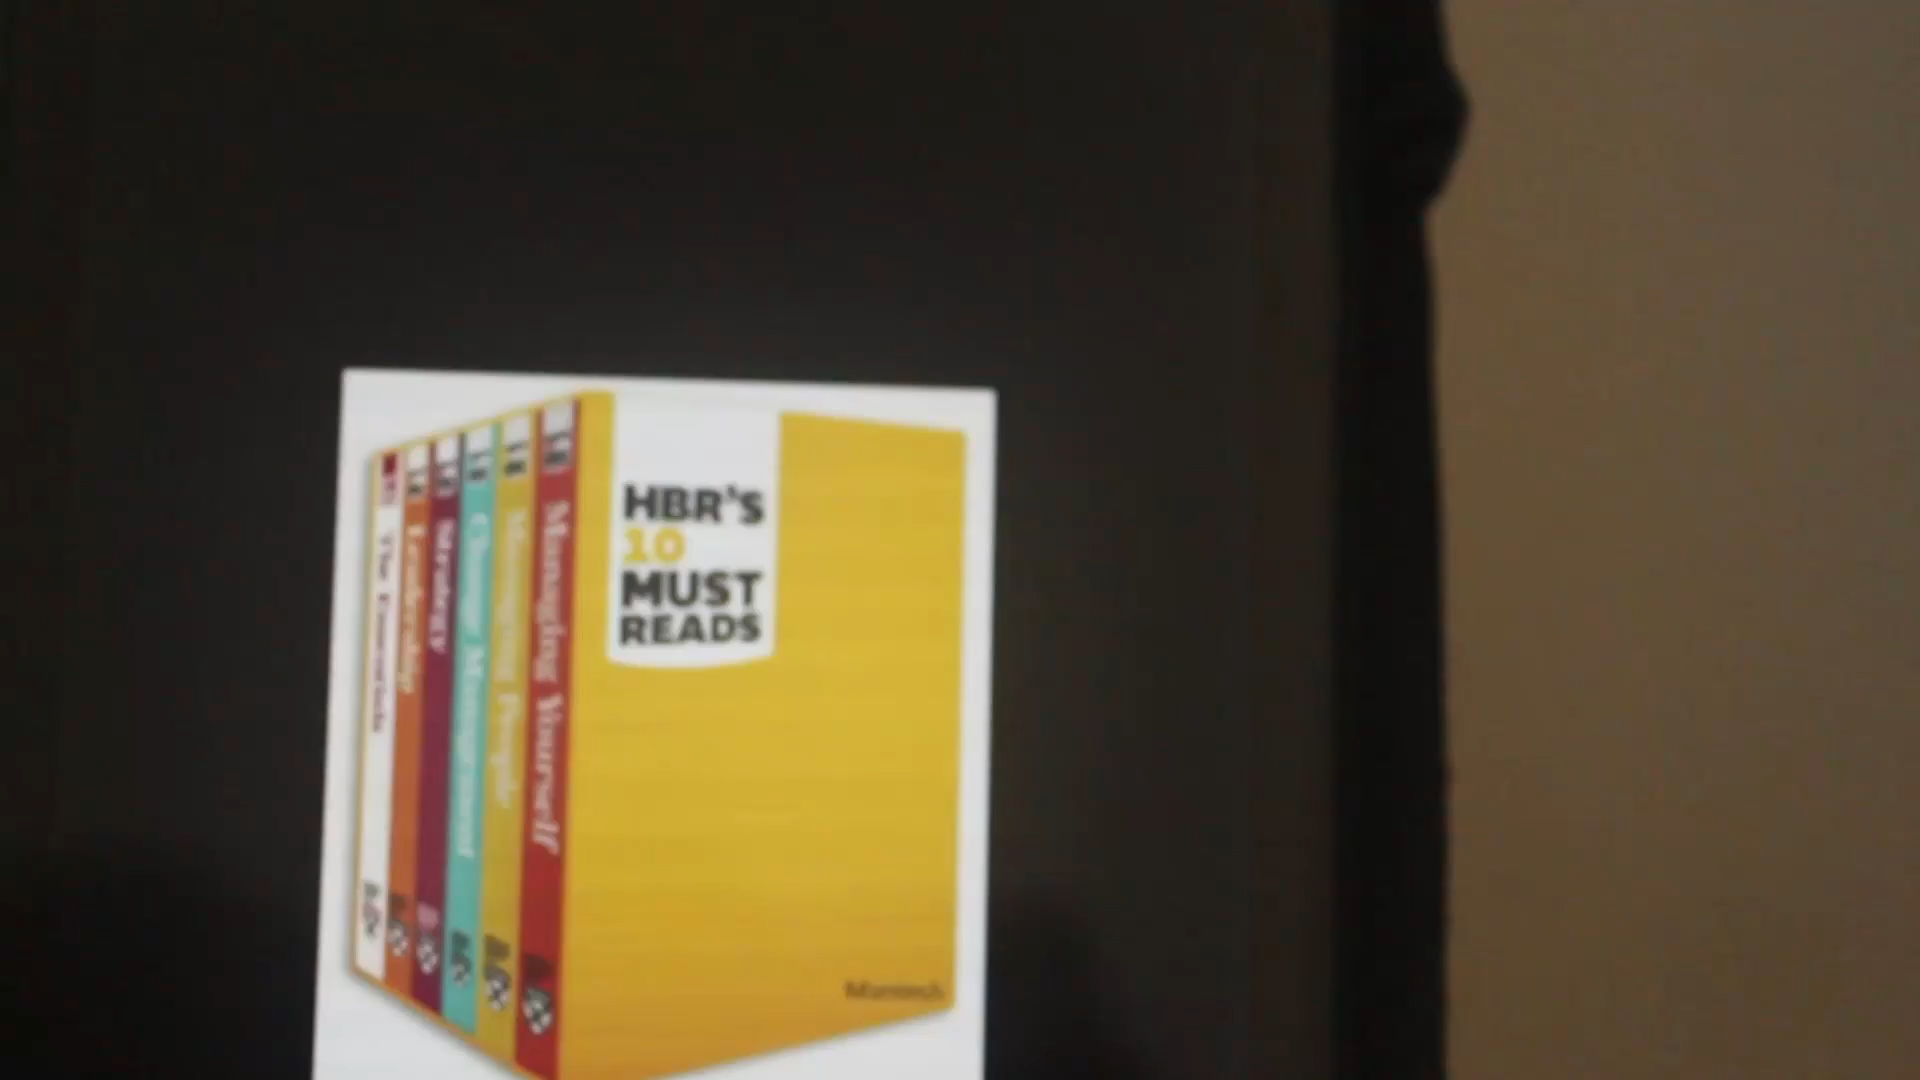 The Essentials
Leadership
Strategy
Change Management
Managing People
Managing Yourself
HBR's
10
MUST
READS